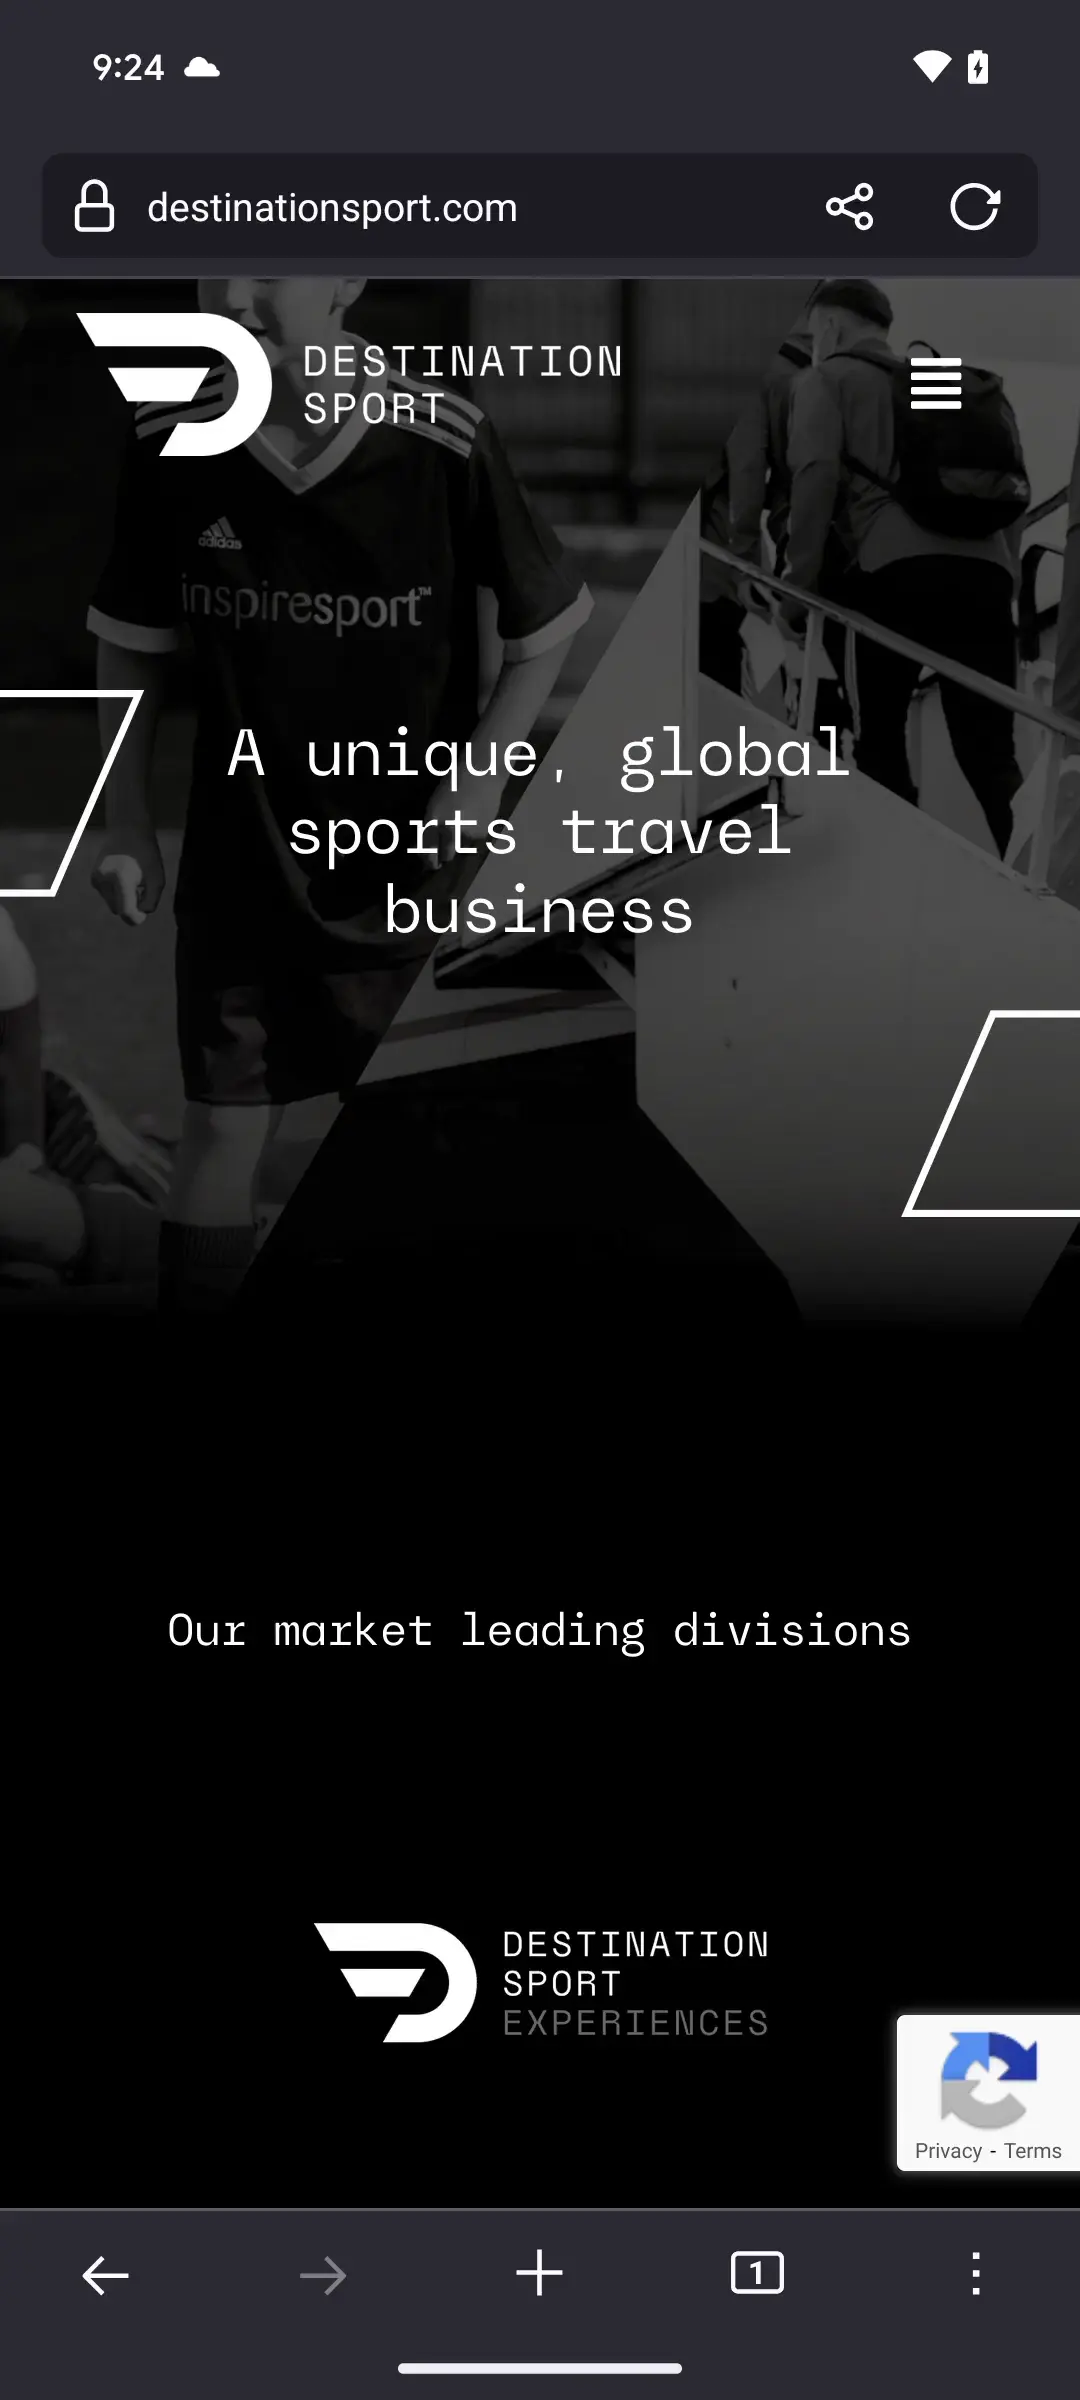 9:24
destinationsport.com
DESTINATION
SPORT
adidas
inspiresport™
A unique, global
sports travel
business
Our market leading divisions
DESTINATION
SPORT
EXPERIENCES
Privacy - Terms
1